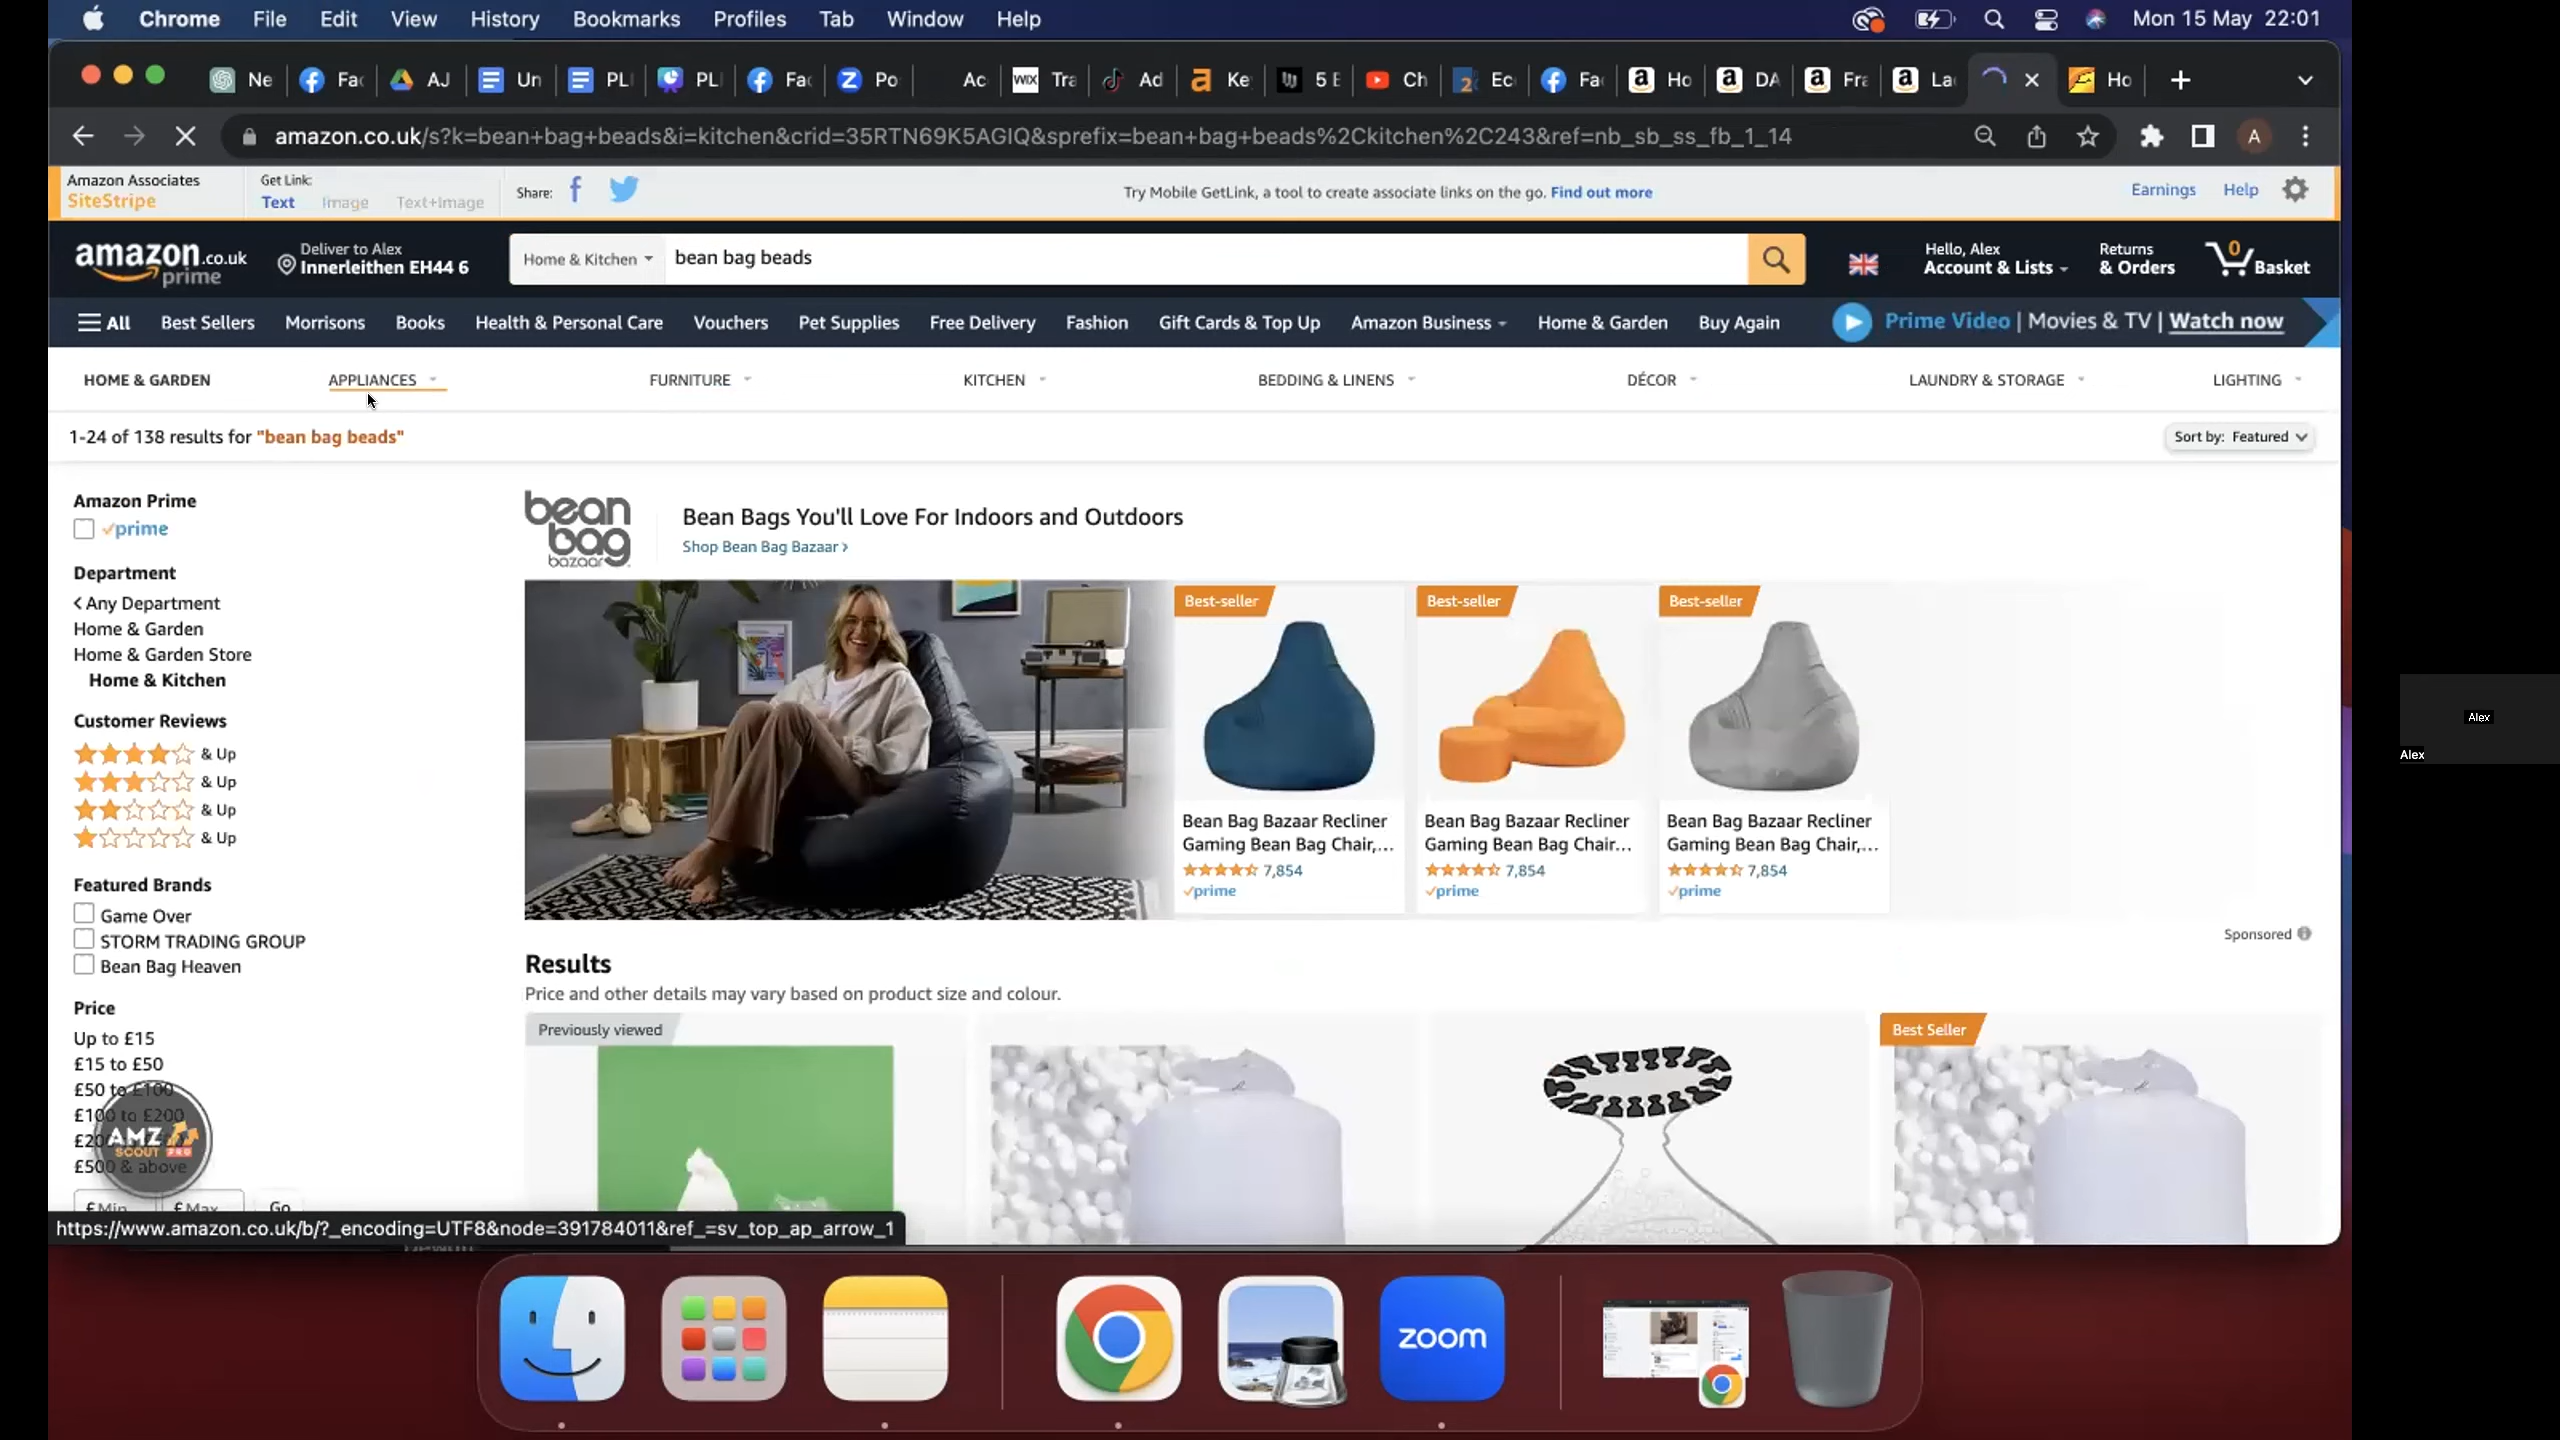 Chrome File Edit View History Bookmarks Profiles Tab Window Help Mon 15 May 22:01
Ne Fac AJ Un PLI PLI Fac Po Ac WIX Tra Ad Ke 5 E Ch Ec Fac Ho DA Fra La Ho
amazon.co.uk/s?k=bean+bag+beads&i=kitchen&crid=35RTN69K5AGIQ&sprefix=bean+bag+beads%2Ckitchen%2C243&ref=nb_sb_ss_fb_1_14
A
Amazon Associates
SiteStripe
Get Link:
Text Image Text+Image
Share:
Try Mobile GetLink, a tool to create associate links on the go. Find out more
Earnings Help
amazon.co.uk
prime
Deliver to Alex
Innerleithen EH44 6
Home & Kitchen
bean bag beads
Hello, Alex
Account & Lists
Returns
& Orders
0
Basket
All Best Sellers Morrisons Books Health & Personal Care Vouchers Pet Supplies Free Delivery Fashion Gift Cards & Top Up Amazon Business Home & Garden Buy Again
Prime Video | Movies & TV | Watch now
HOME & GARDEN APPLIANCES FURNITURE KITCHEN BEDDING & LINENS DÉCOR LAUNDRY & STORAGE LIGHTING
1-24 of 138 results for "bean bag beads"
Sort by: Featured
Amazon Prime
prime
Department
Any Department
Home & Garden
Home & Garden Store
Home & Kitchen
Customer Reviews
& Up
& Up
& Up
& Up
Featured Brands
Game Over
STORM TRADING GROUP
Bean Bag Heaven
Price
Up to £15
£15 to £50
£50 to £100
£100 to £200
£20
£500 & above
£Min £Max Go
AMZ
SCOUT PRO
bean
bag
bazaar
Bean Bags You'll Love For Indoors and Outdoors
Shop Bean Bag Bazaar ›
Best-seller
Bean Bag Bazaar Recliner
Gaming Bean Bag Chair,...
7,854
prime
Best-seller
Bean Bag Bazaar Recliner
Gaming Bean Bag Chair...
7,854
prime
Best-seller
Bean Bag Bazaar Recliner
Gaming Bean Bag Chair,...
7,854
prime
Sponsored
Results
Price and other details may vary based on product size and colour.
Previously viewed
Best Seller
https://www.amazon.co.uk/b/?_encoding=UTF8&node=391784011&ref_=sv_top_ap_arrow_1
zoom
Alex
Alex